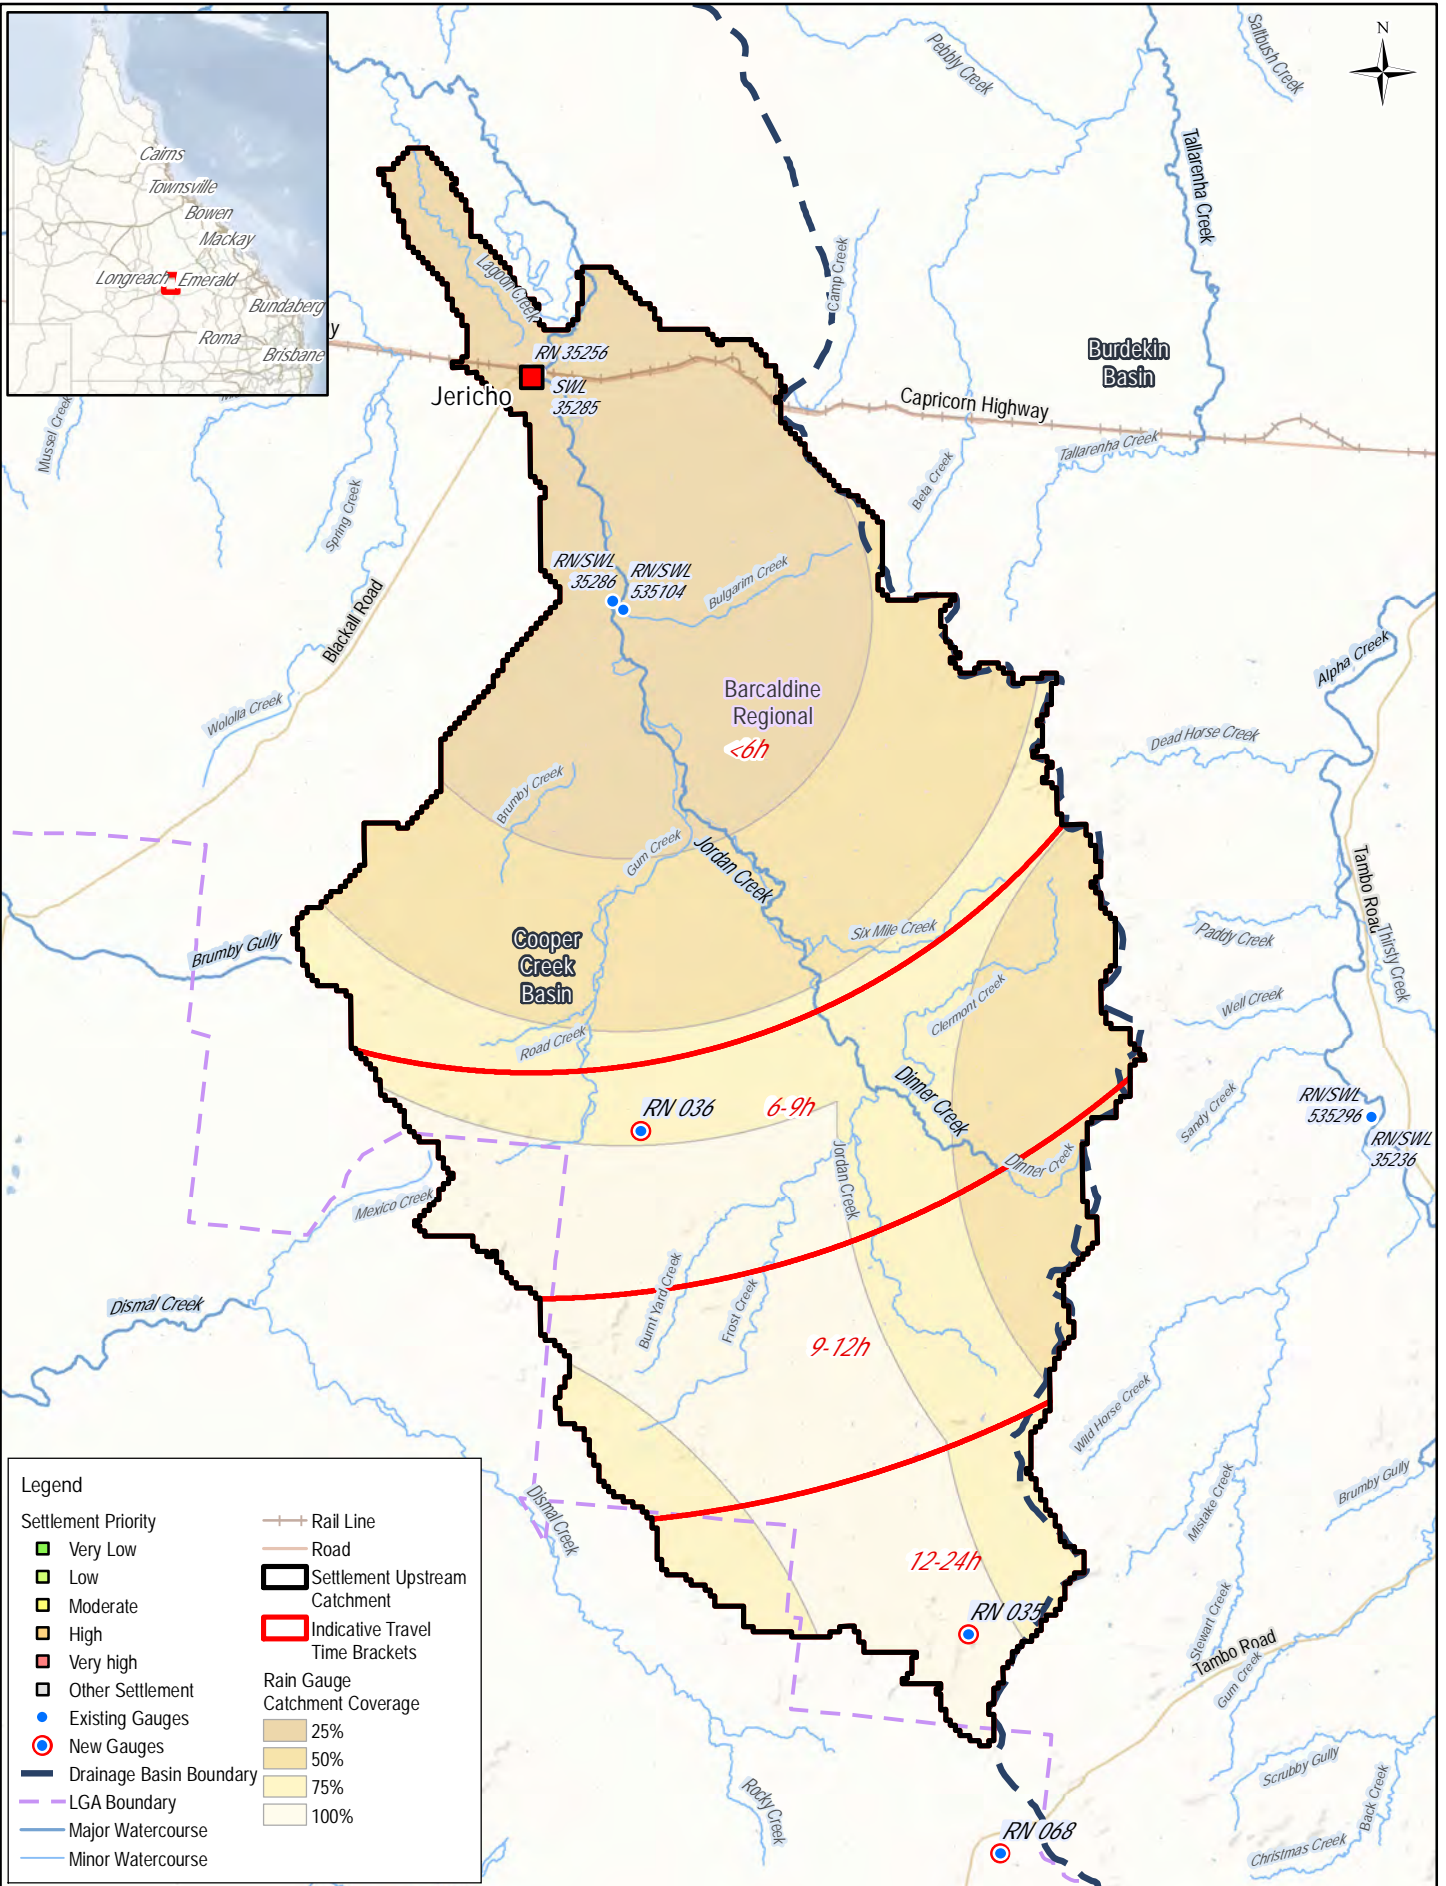 Cairns
Townsville
Bowen
Mackay
Longreach
Emerald
Bundaberg
Roma
Brisbane
N
Pebbly Creek
Saltbush Creek
Tallarenha Creek
Camp Creek
Lagoon Creek
y
RN 35256
Jericho
SWL
35285
Burdekin
Basin
Capricorn Highway
Tallarenha Creek
Beta Creek
Mussel Creek
Spring Creek
Blackall Road
RN/SWL
35286
RN/SWL
535104
Bulgarim Creek
Barcaldine
Regional
<6h
Wololla Creek
Alpha Creek
Dead Horse Creek
Brumby Creek
Gum Creek
Jordan Creek
Tambo Road
Six Mile Creek
Paddy Creek
Thirsty Creek
Brumby Gully
Cooper
Creek
Basin
Clermont Creek
Well Creek
Road Creek
Dinner Creek
Sandy Creek
RN/SWL
535296
RN/SWL
35236
RN 036
6-9h
Jordan Creek
Dinner Creek
Mexico Creek
Dismal Creek
Burnt Yard Creek
Frost Creek
9-12h
Wild Horse Creek
Mistake Creek
Brumby Gully
Dismal Creek
12-24h
RN 035
Stewart Creek
Tambo Road
Gum Creek
Scrubby Gully
Back Creek
Christmas Creek
Rocky Creek
RN 068
Legend
Settlement Priority
Very Low
Low
Moderate
High
Very high
Other Settlement
Existing Gauges
New Gauges
Drainage Basin Boundary
LGA Boundary
Major Watercourse
Minor Watercourse
Rail Line
Road
Settlement Upstream
Catchment
Indicative Travel
Time Brackets
Rain Gauge
Catchment Coverage
25%
50%
75%
100%